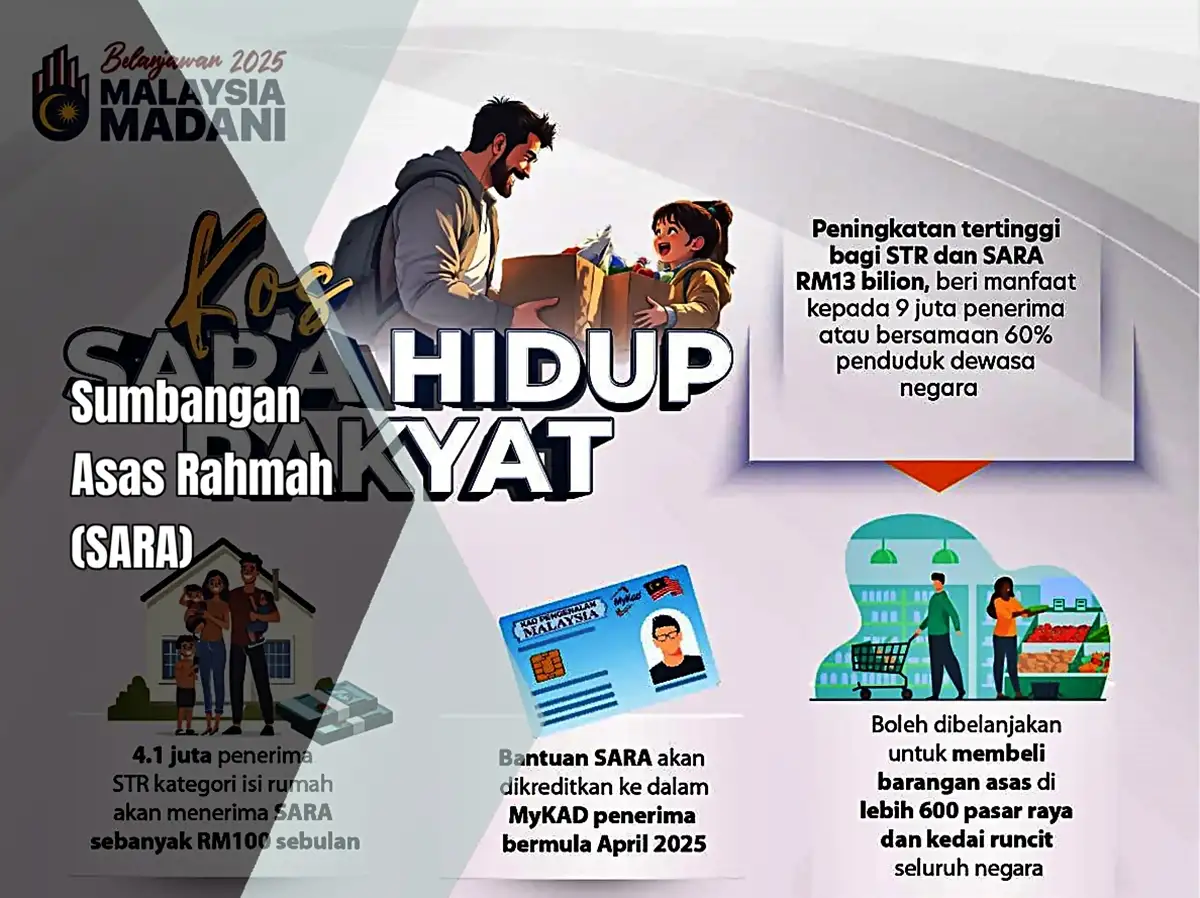 Belanjawan 2025
MALAYSIA
MADANI
Kos
SARA HIDUP
RAKYAT
Sumbangan
Asas Rahmah
(SARA)
Peningkatan tertinggi
bagi STR dan SARA
RM13 bilion, beri manfaat
kepada 9 juta penerima
atau bersamaan 60%
penduduk dewasa
negara
4.1 juta penerima
STR kategori isi rumah
akan menerima SARA
sebanyak RM100 sebulan
KAD PENGENALAN
MALAYSIA
MyKad
Bantuan SARA akan
dikreditkan ke dalam
MyKAD penerima
bermula April 2025
Boleh dibelanjakan
untuk membeli
barangan asas di
lebih 600 pasar raya
dan kedai runcit
seluruh negara